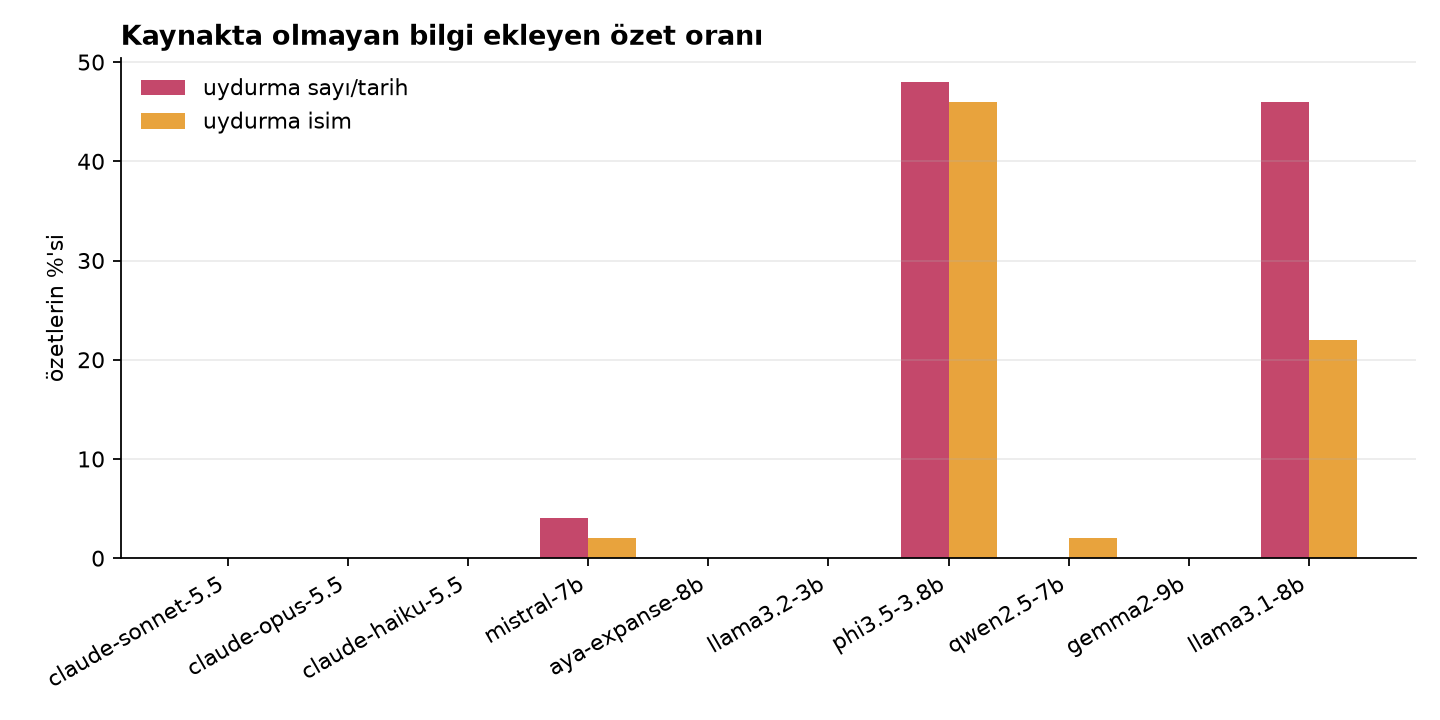 Kaynakta olmayan bilgi ekleyen özet oranı
uydurma sayı/tarih
uydurma isim
özetlerin %'si
50
40
30
20
10
0
claude-sonnet-5.5
claude-opus-5.5
claude-haiku-5.5
mistral-7b
aya-expanse-8b
llama3.2-3b
phi3.5-3.8b
qwen2.5-7b
gemma2-9b
llama3.1-8b